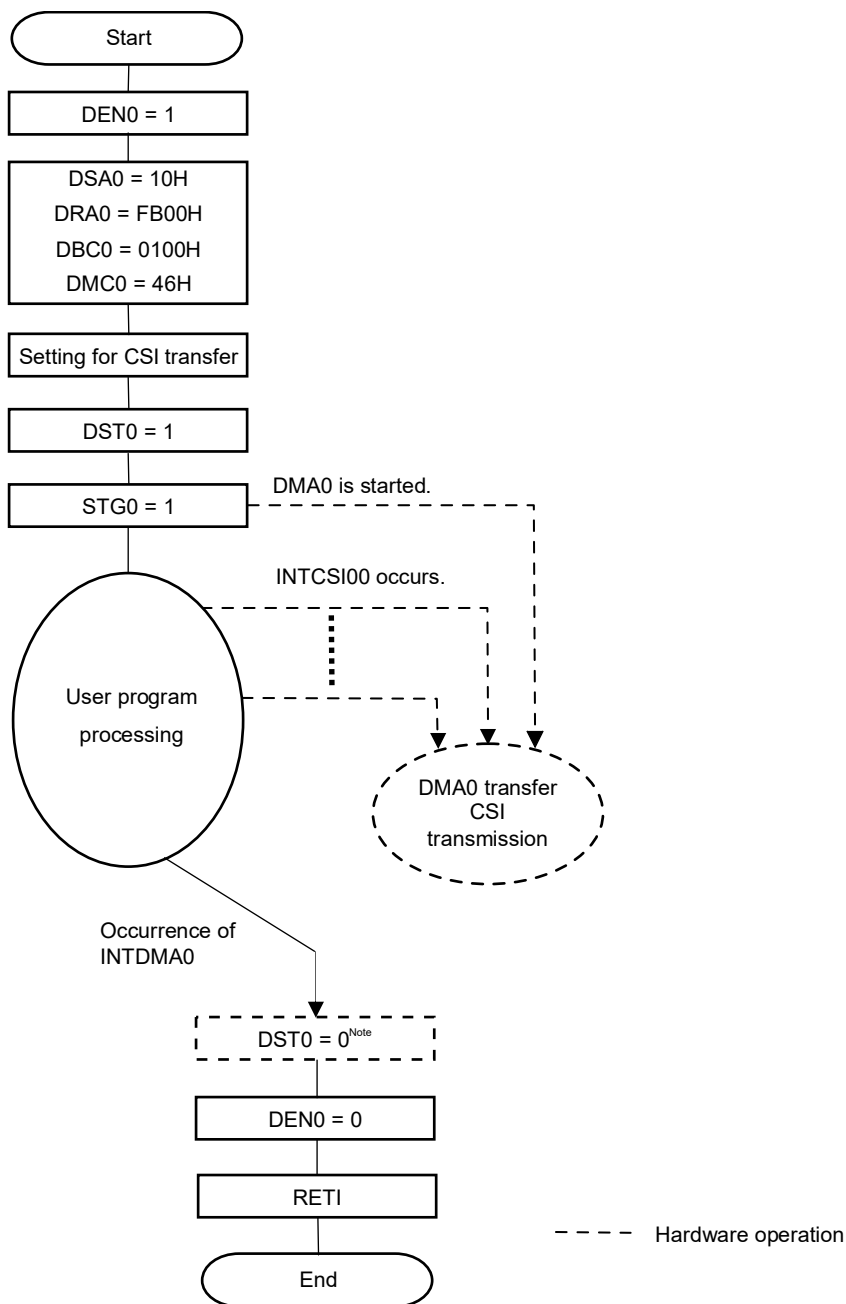 Start
DEN0 = 1
DSA0 = 10H
DRA0 = FB00H
DBC0 = 0100H
DMC0 = 46H
Setting for CSI transfer
DST0 = 1
STG0 = 1
DMA0 is started.
INTCSI00 occurs.
User program
processing
DMA0 transfer
CSI
transmission
Occurrence of
INTDMA0
DST0 = 0Note
DEN0 = 0
RETI
End
Hardware operation